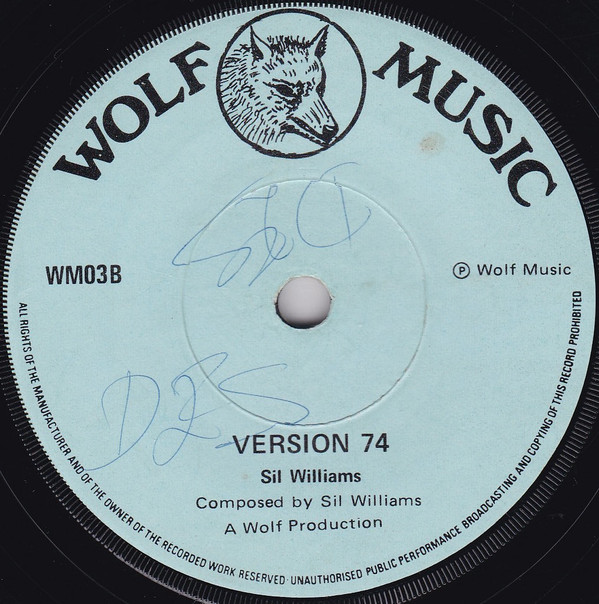 WOLF MUSIC
WM03B
Ⓟ Wolf Music
DES
VERSION 74
Sil Williams
Composed by Sil Williams
A Wolf Production
ALL RIGHTS OF THE MANUFACTURER AND OF THE OWNER OF THE RECORDED WORK RESERVED · UNAUTHORISED PUBLIC PERFORMANCE BROADCASTING AND COPYING OF THIS RECORD PROHIBITED